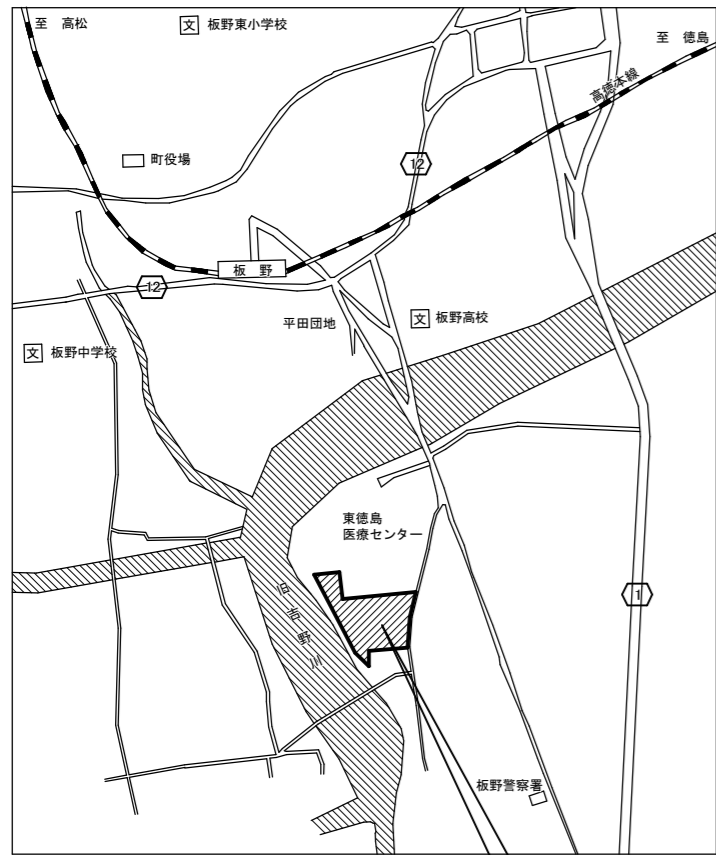 至 高松
文 板野東小学校
至 徳島
高徳本線
町役場
12
板 野
12
平田団地
文 板野高校
文 板野中学校
東徳島
医療センター
旧吉野川
1
板野警察署